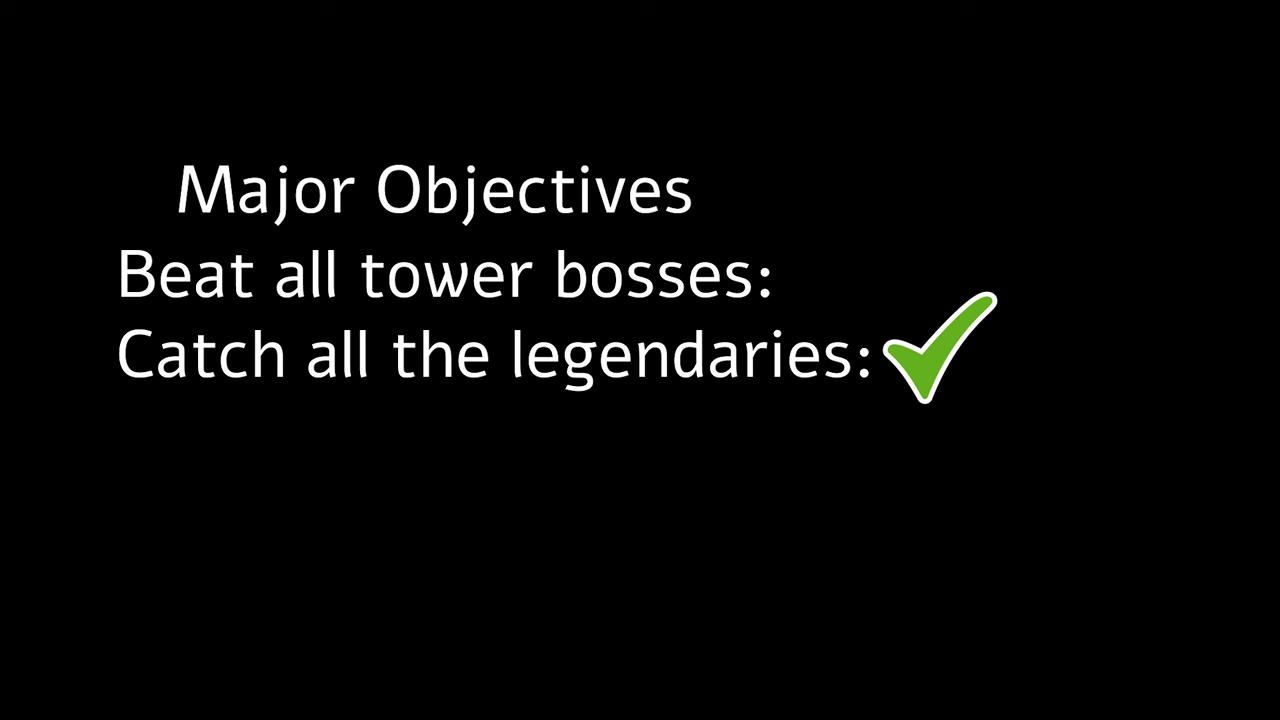 Major Objectives
Beat all tower bosses:
Catch all the legendaries: